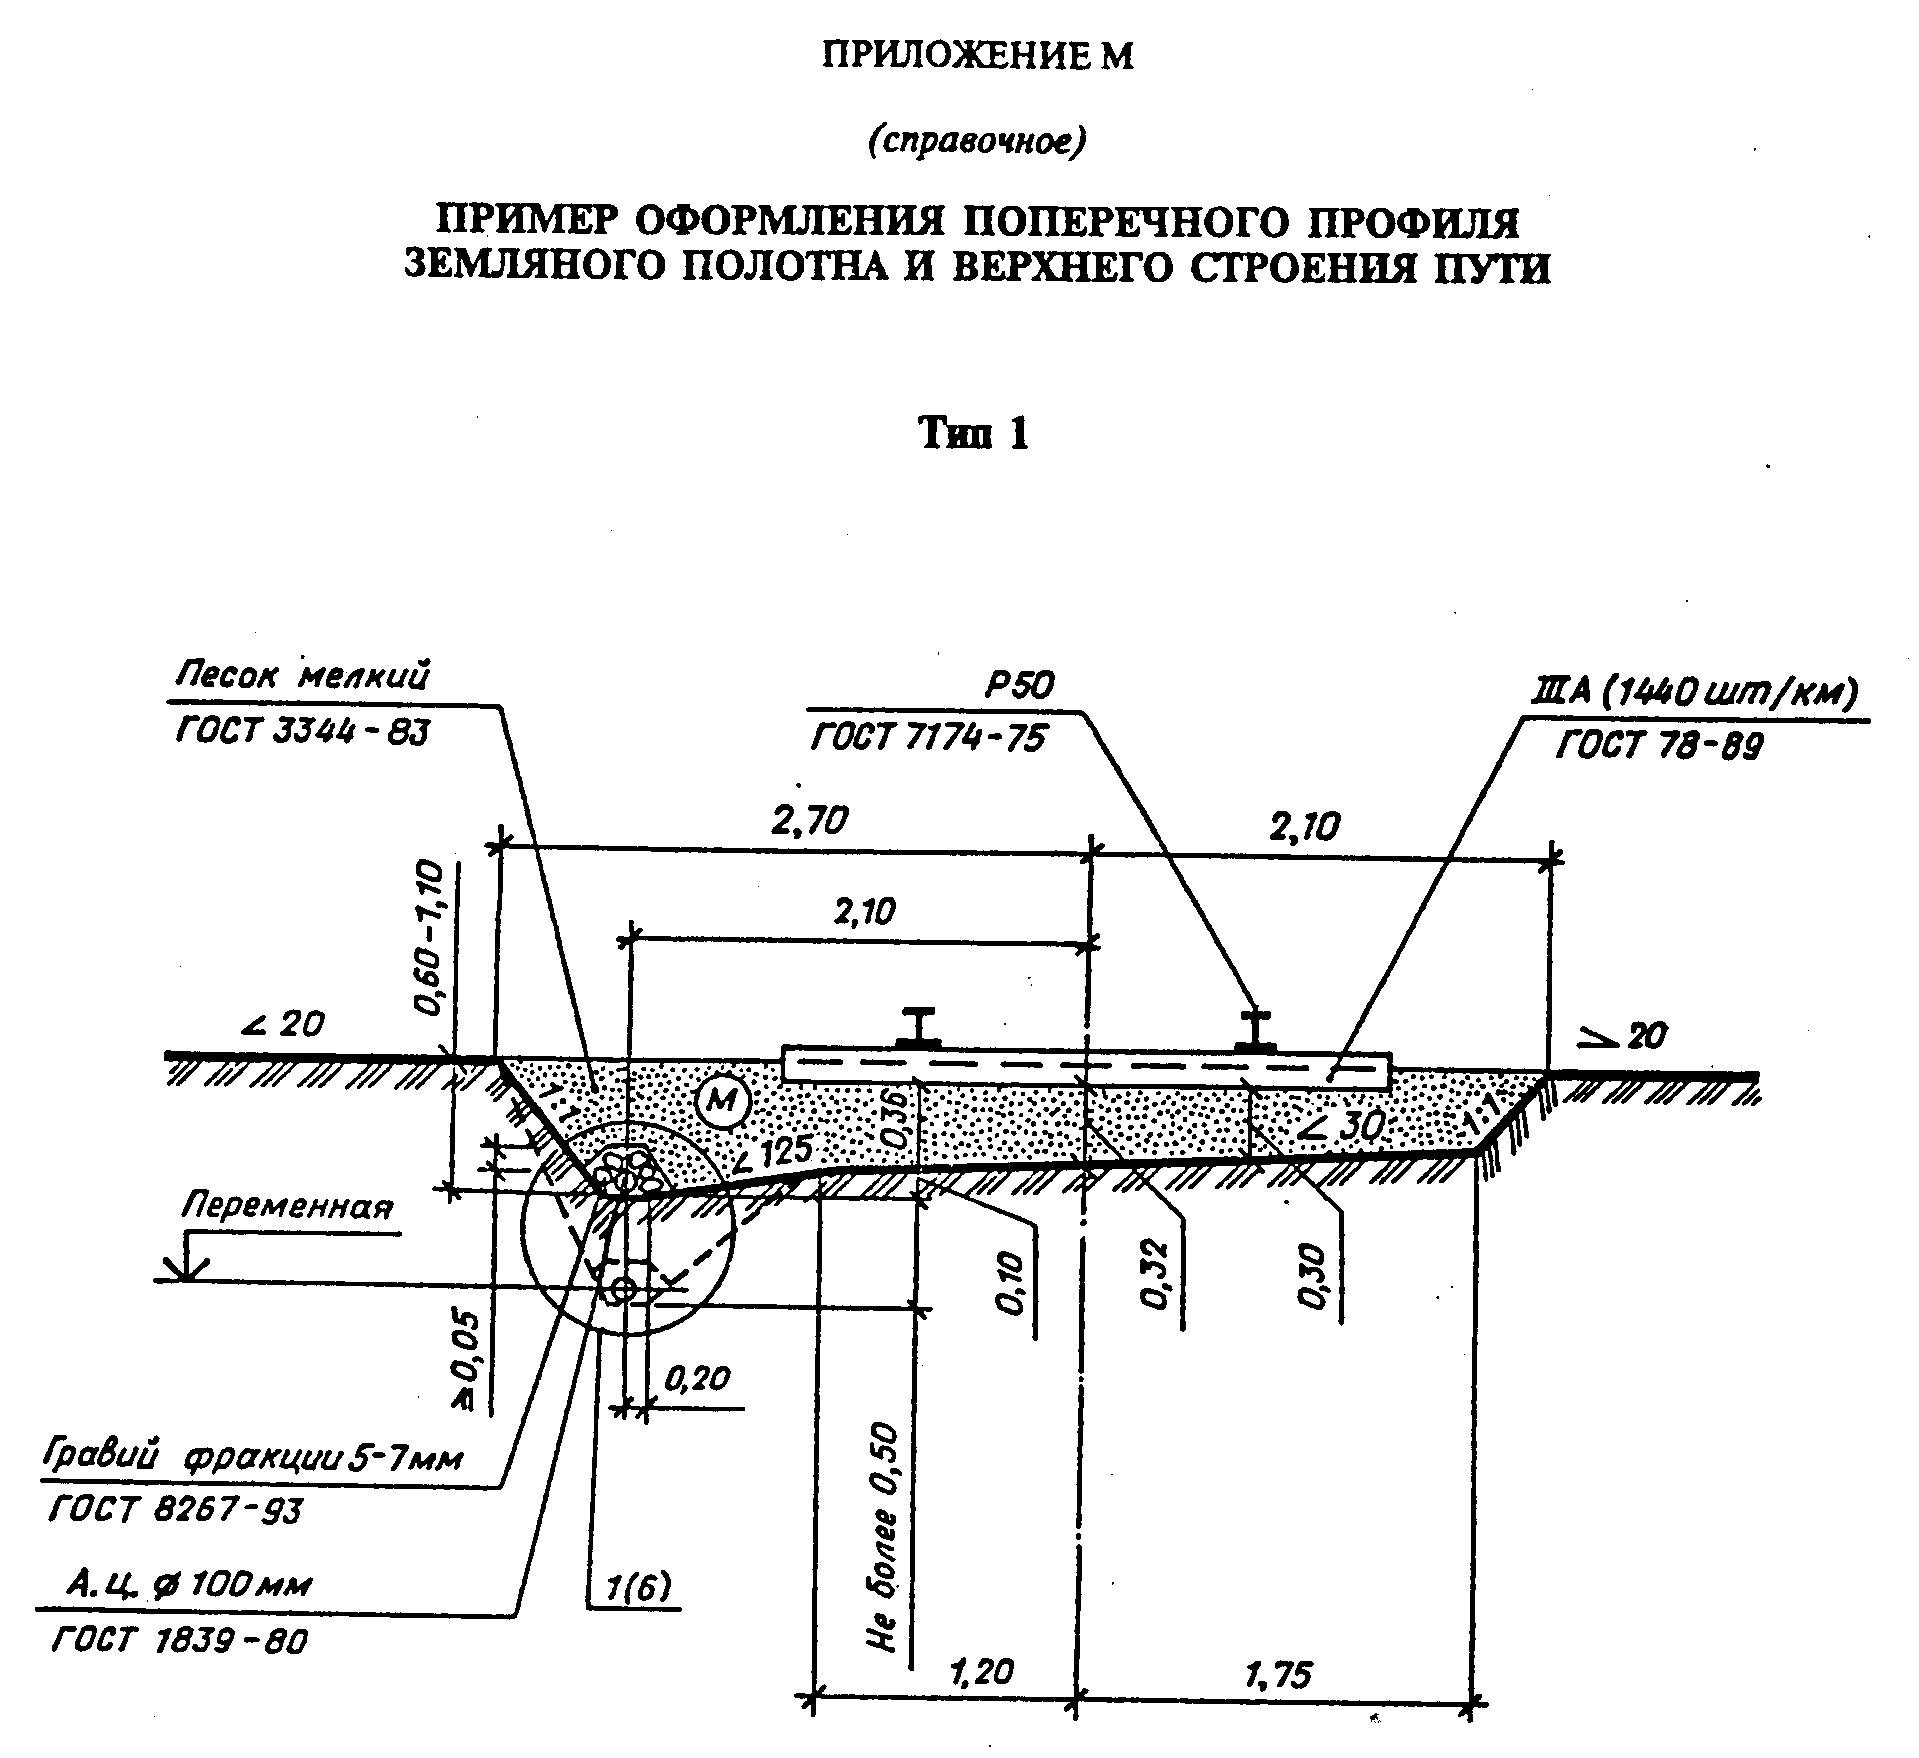 ПРИЛОЖЕНИЕ М
(справочное)
ПРИМЕР ОФОРМЛЕНИЯ ПОПЕРЕЧНОГО ПРОФИЛЯ
ЗЕМЛЯНОГО ПОЛОТНА И ВЕРХНЕГО СТРОЕНИЯ ПУТИ
Тип 1
Песок мелкий
ГОСТ 3344-83
Р50
ГОСТ 7174-75
IIIA (1440 шт/км)
ГОСТ 78-89
2,70
2,10
0,60-1,10
2,10
∠ 20
20
1:1
М
0,36
∠ 30
1:1
∠ 125
Переменная
0,10
0,32
0,30
⩾0,05
0,20
Гравий фракции 5-7мм
ГОСТ 8267-93
Не более 0,50
А.ц. ø 100 мм
ГОСТ 1839-80
1(6)
1,20
1,75